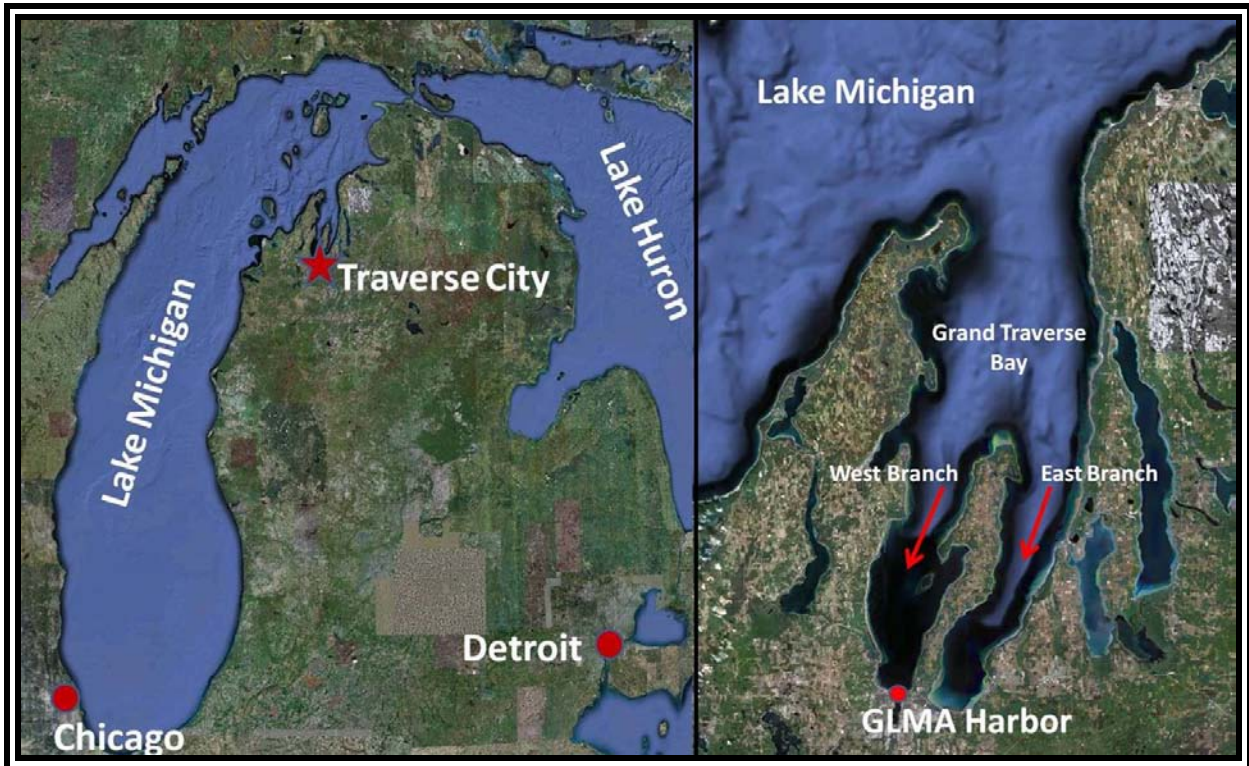 Lake Michigan
Lake Huron
Traverse City
Detroit
Chicago
Lake Michigan
Grand Traverse
Bay
West Branch
East Branch
GLMA Harbor